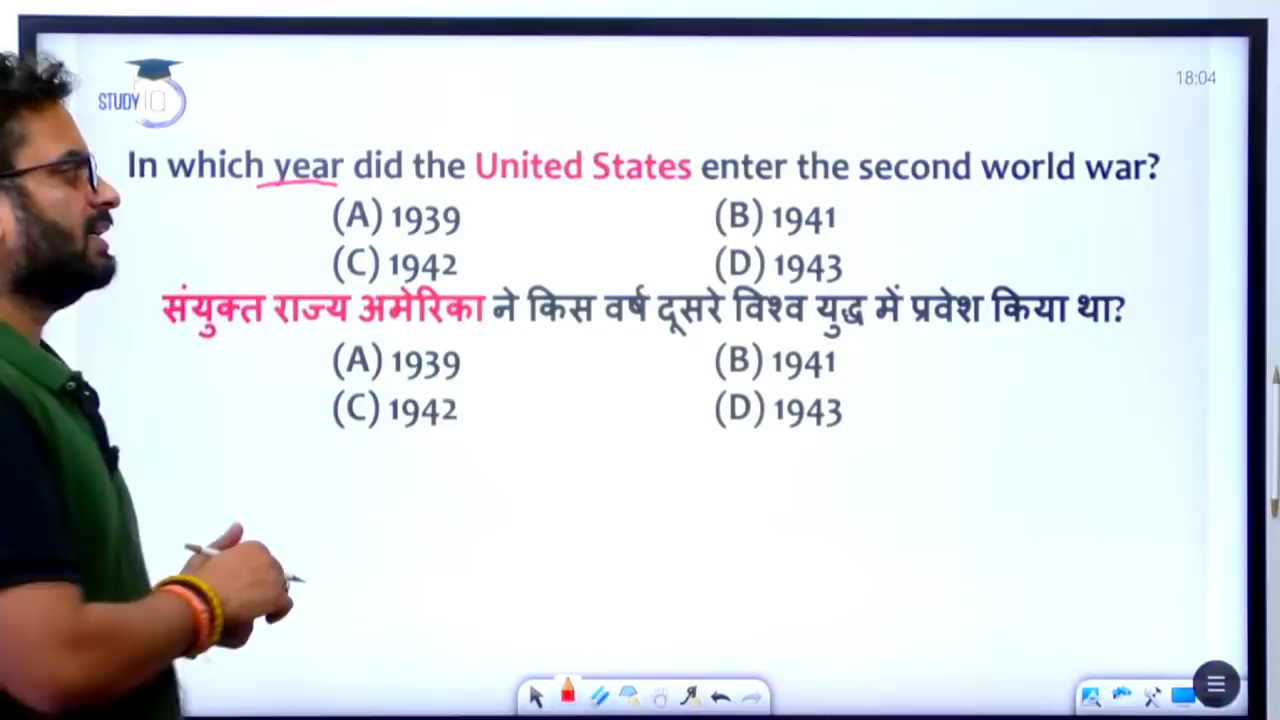 STUDY IQ
18:04
In which year did the United States enter the second world war?
(A) 1939 (B) 1941
(C) 1942 (D) 1943
संयुक्त राज्य अमेरिका ने किस वर्ष दूसरे विश्व युद्ध में प्रवेश किया था?
(A) 1939 (B) 1941
(C) 1942 (D) 1943